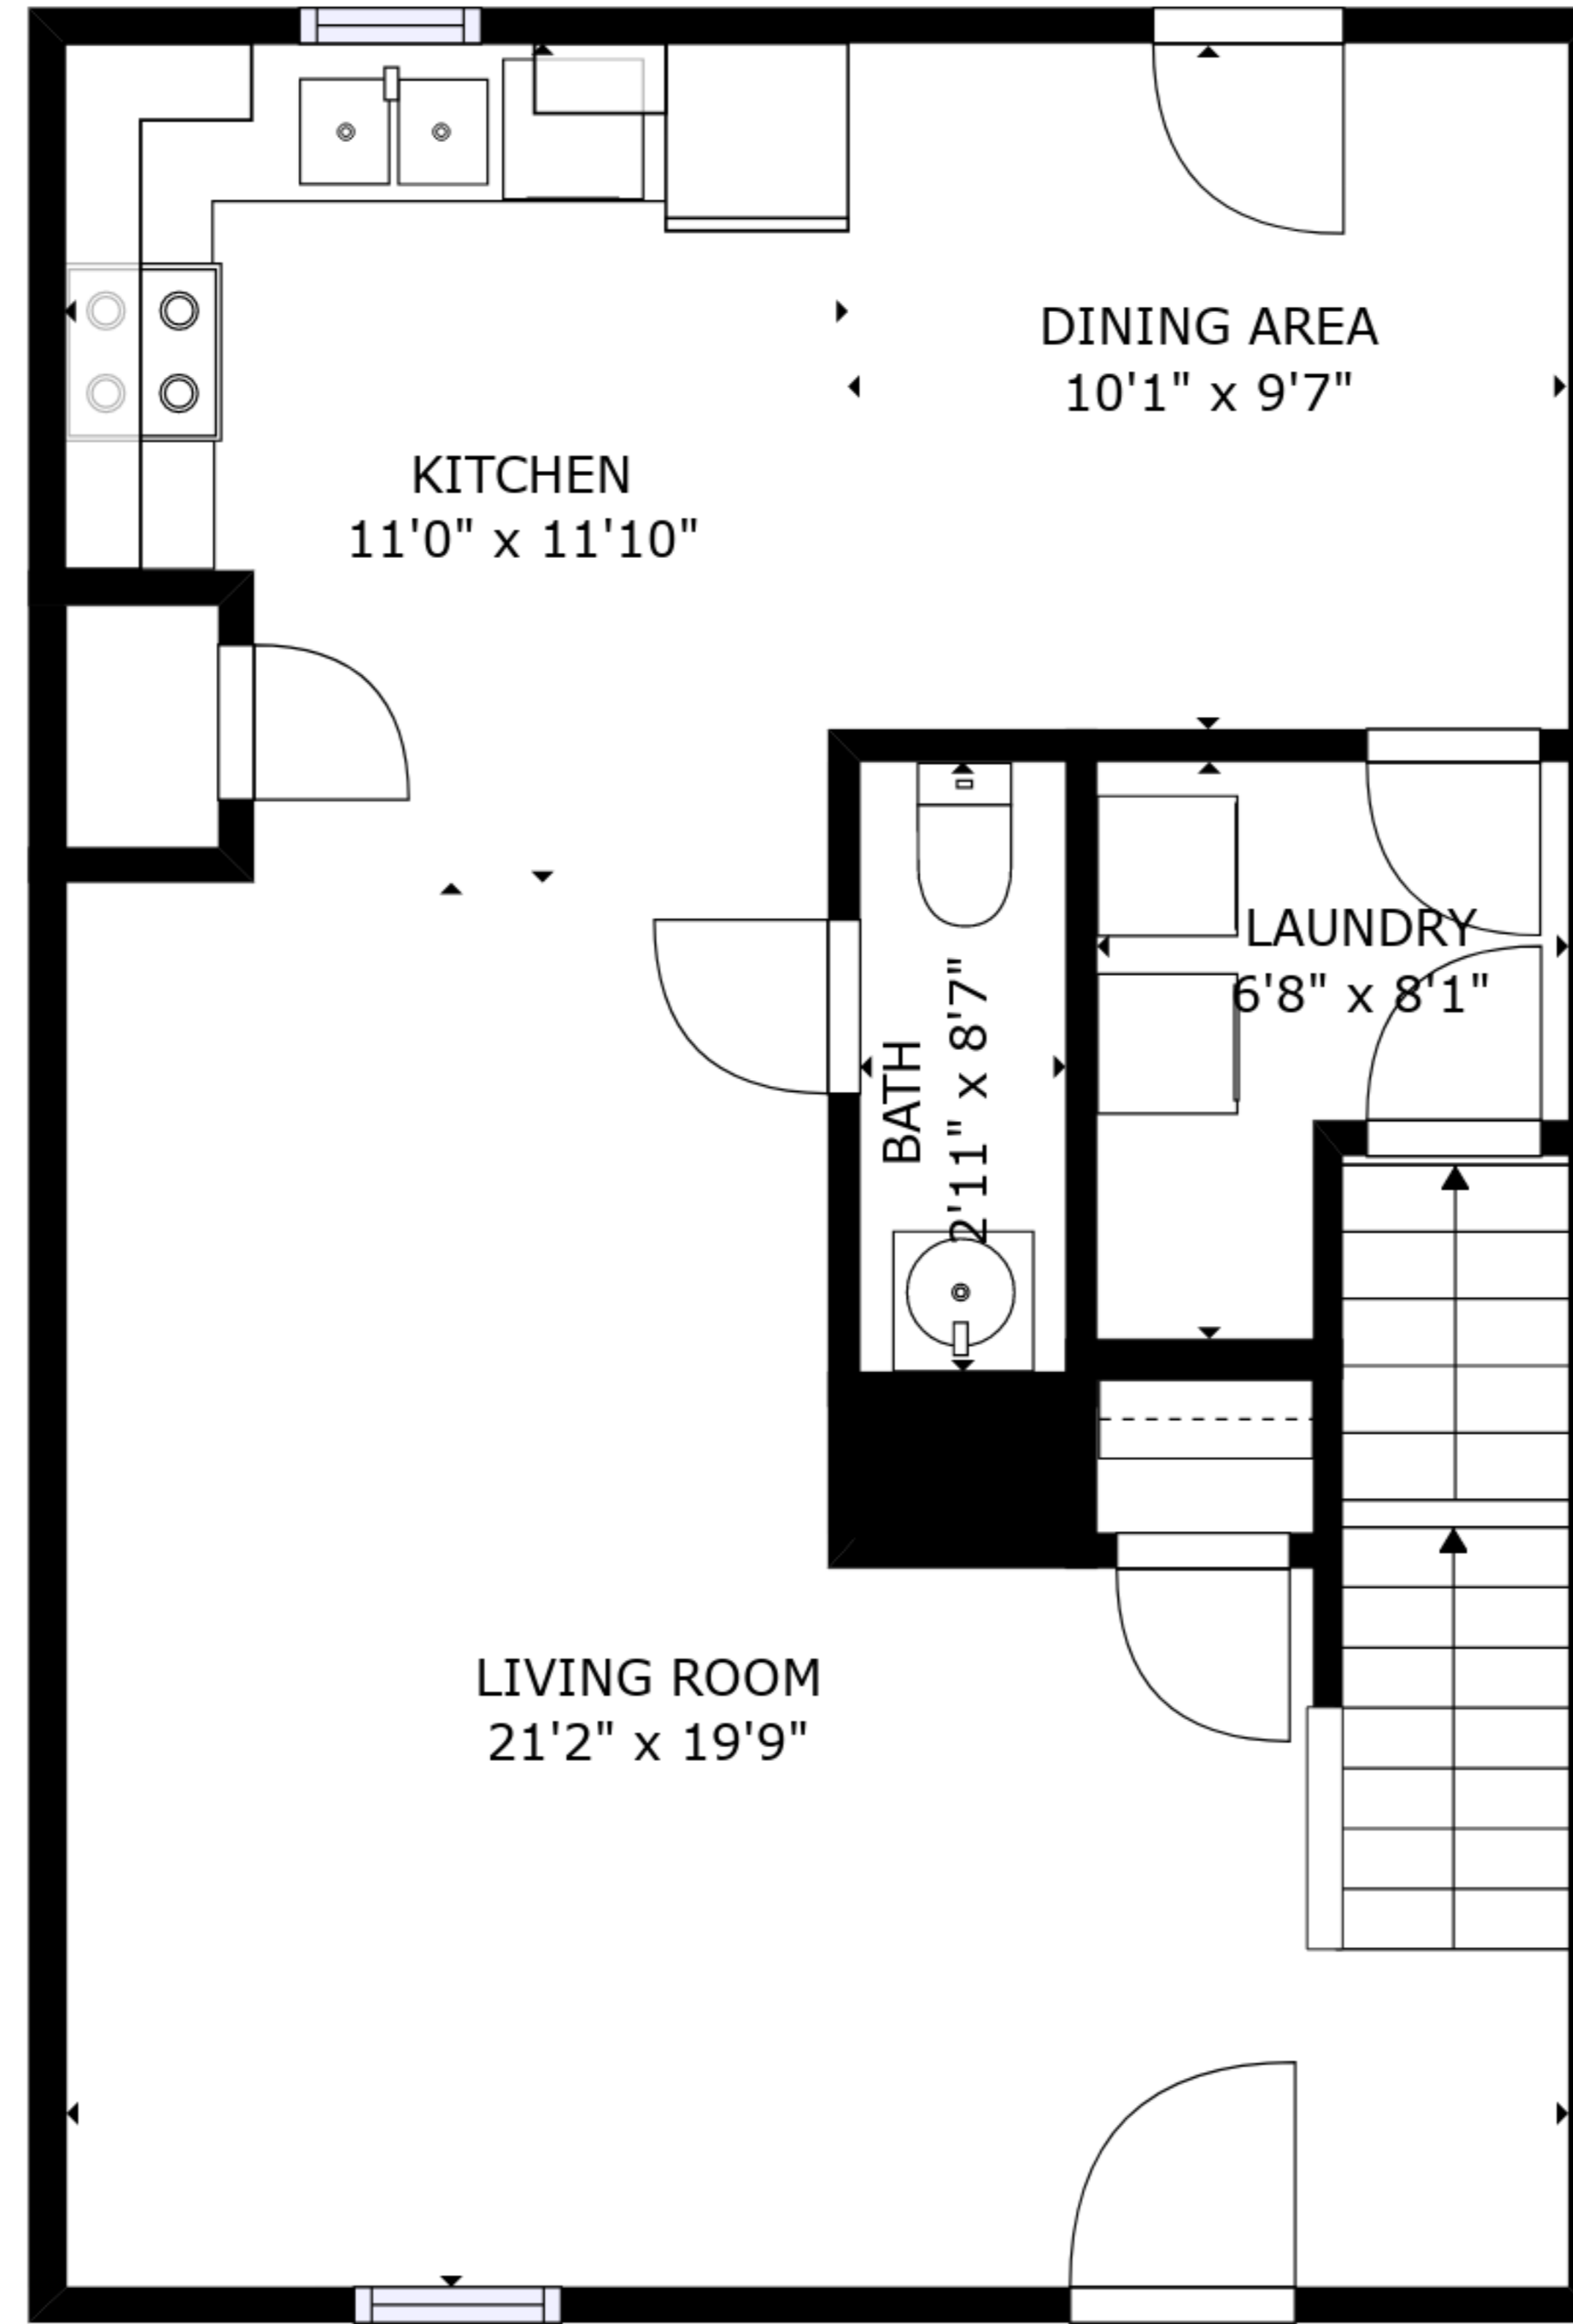 DINING AREA
10'1" x 9'7"
KITCHEN
11'0" x 11'10"
LAUNDRY
6'8" x 8'1"
BATH
2'11" x 8'7"
LIVING ROOM
21'2" x 19'9"